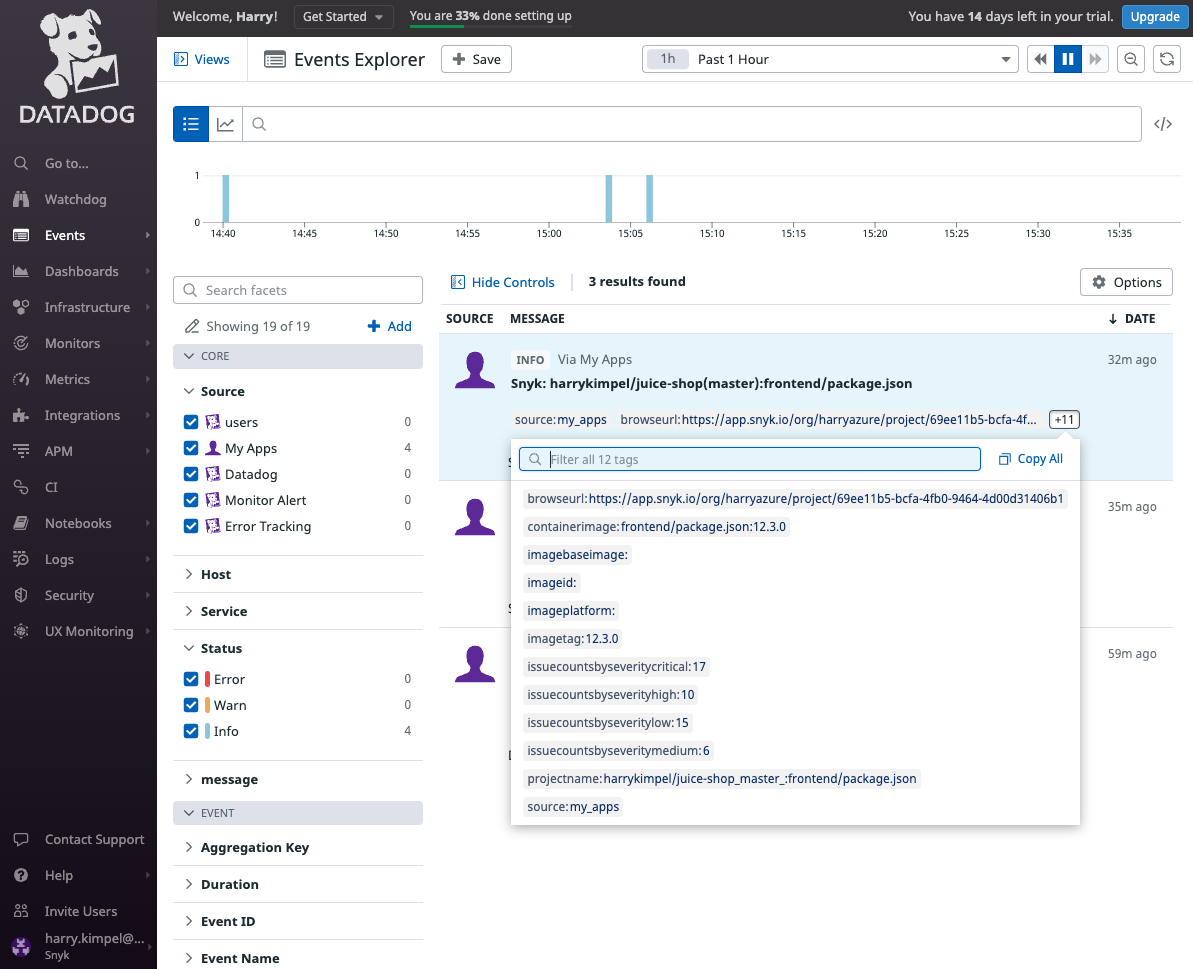 DATADOG
Go to...
Watchdog
Events
Dashboards
Infrastructure
Monitors
Metrics
Integrations
APM
CI
Notebooks
Logs
Security
UX Monitoring
Contact Support
Help
Invite Users
harry.kimpel@...
Snyk
Welcome, Harry!
Get Started
You are 33% done setting up
You have 14 days left in your trial.
Upgrade
Views
Events Explorer
+ Save
1h Past 1 Hour
</>
1
0
14:40 14:45 14:50 14:55 15:00 15:05 15:10 15:15 15:20 15:25 15:30 15:35
Search facets
Showing 19 of 19
+ Add
CORE
Source
users 0
My Apps 4
Datadog 0
Monitor Alert 0
Error Tracking 0
Host
Service
Status
Error 0
Warn 0
Info 4
message
EVENT
Aggregation Key
Duration
Event ID
Event Name
Hide Controls
3 results found
Options
SOURCE MESSAGE ↓ DATE
INFO Via My Apps 32m ago
Snyk: harrykimpel/juice-shop(master):frontend/package.json
source:my_apps browseurl:https://app.snyk.io/org/harryazure/project/69ee11b5-bcfa-4f... +11
Filter all 12 tags
Copy All
browseurl:https://app.snyk.io/org/harryazure/project/69ee11b5-bcfa-4fb0-9464-4d00d31406b1
containerimage:frontend/package.json:12.3.0
imagebaseimage:
imageid:
imageplatform:
imagetag:12.3.0
issuecountsbyseveritycritical:17
issuecountsbyseverityhigh:10
issuecountsbyseveritylow:15
issuecountsbyseveritymedium:6
projectname:harrykimpel/juice-shop_master_:frontend/package.json
source:my_apps
35m ago
59m ago